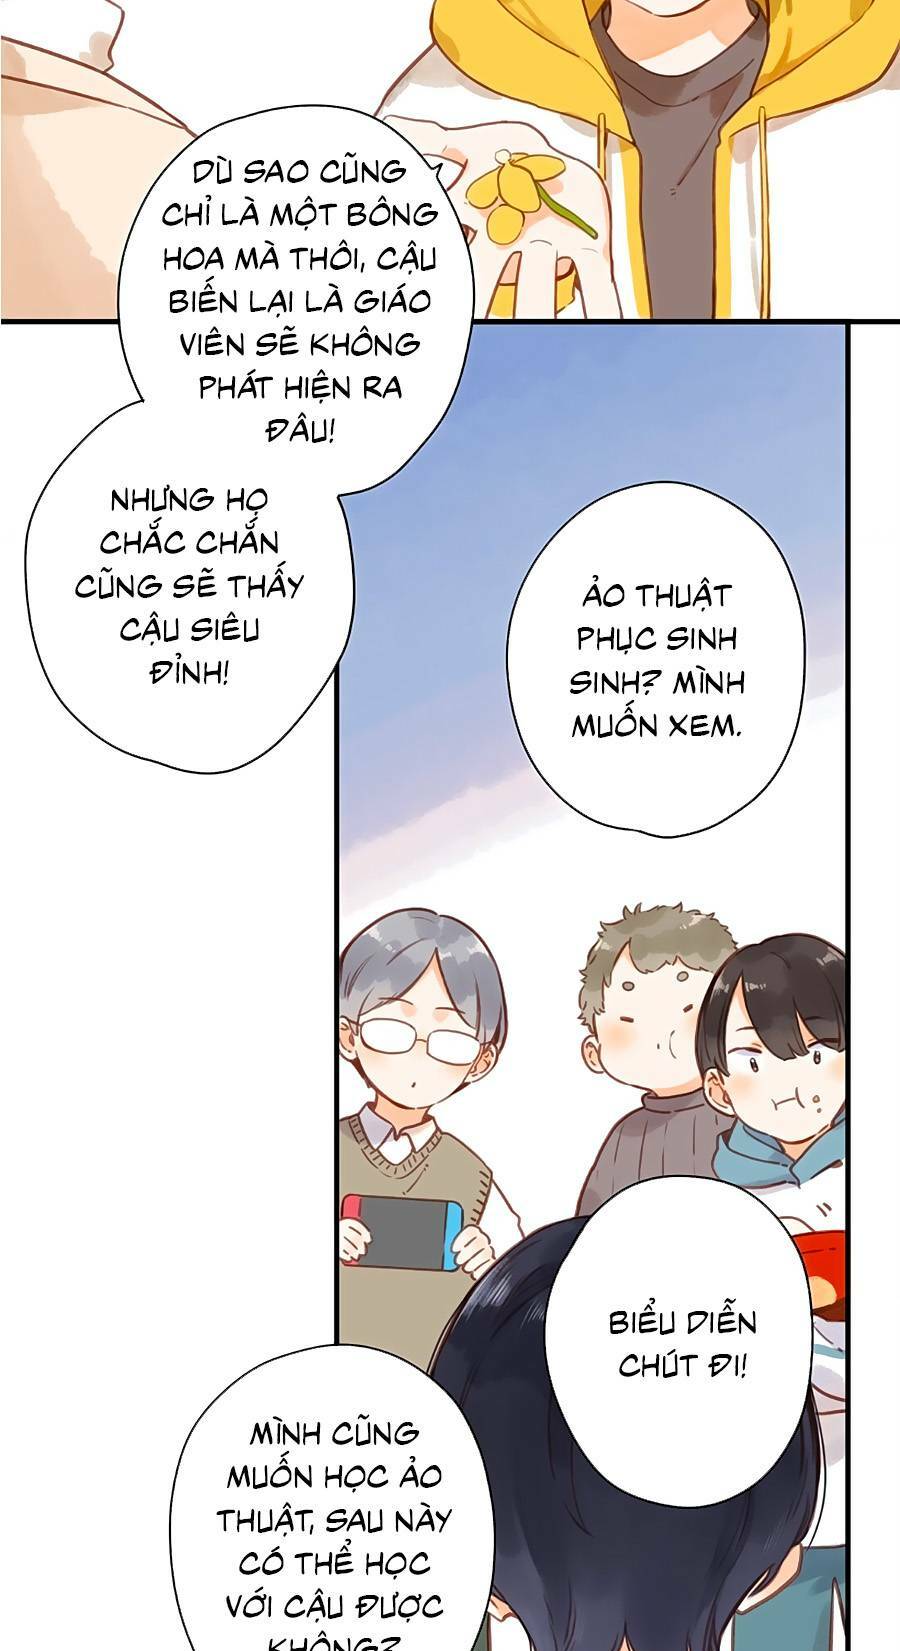 DÙ SAO CŨNG
CHỈ LÀ MỘT BÔNG
HOA MÀ THÔI, CẬU
BIẾN LẠI LÀ GIÁO
VIÊN SẼ KHÔNG
PHÁT HIỆN RA
ĐÂU!
NHƯNG HỌ
CHẮC CHẮN
CŨNG SẼ THẤY
CẬU SIÊU
ĐỈNH!
ẢO THUẬT
PHỤC SINH
SINH? MÌNH
MUỐN XEM.
BIỂU DIỄN
CHÚT ĐI!
MÌNH CŨNG
MUỐN HỌC ẢO
THUẬT, SAU NÀY
CÓ THỂ HỌC
VỚI CẬU ĐƯỢC
KHÔNG?